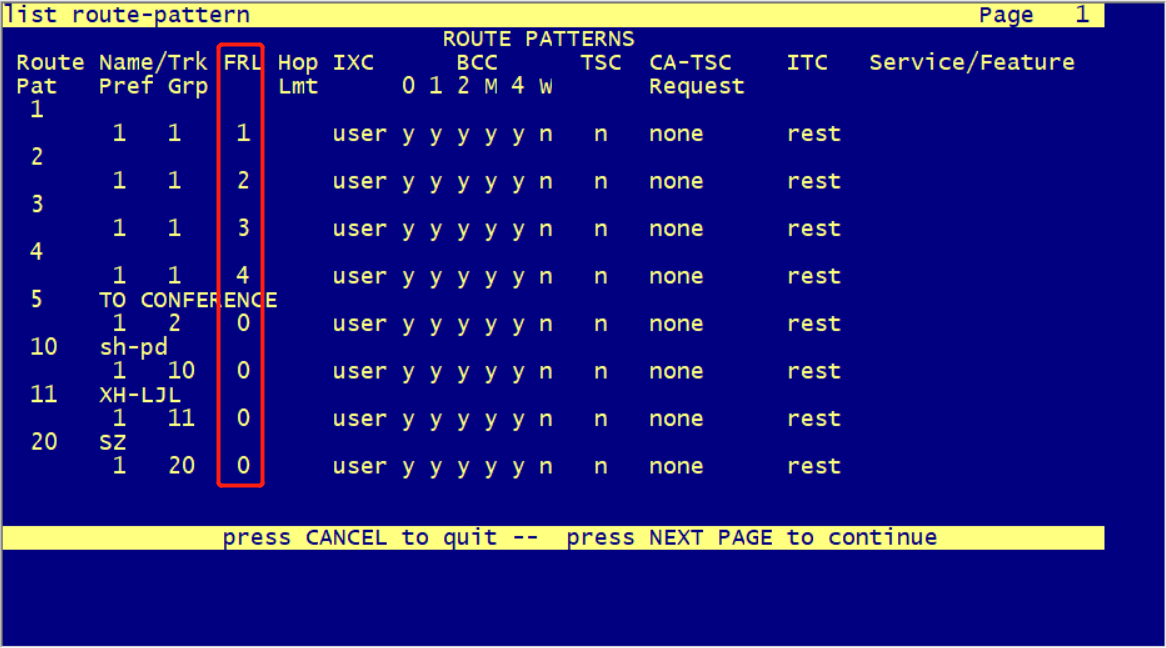 list route-pattern Page 1
ROUTE PATTERNS
Route Name/Trk FRL Hop IXC BCC TSC CA-TSC ITC Service/Feature
Pat Pref Grp Lmt 0 1 2 M 4 W Request
1
1 1 1 user y y y y y n n none rest
2
1 1 2 user y y y y y n n none rest
3
1 1 3 user y y y y y n n none rest
4
1 1 4 user y y y y y n n none rest
5 TO CONFERENCE
1 2 0 user y y y y y n n none rest
10 sh-pd
1 10 0 user y y y y y n n none rest
11 XH-LJL
1 11 0 user y y y y y n n none rest
20 SZ
1 20 0 user y y y y y n n none rest
press CANCEL to quit -- press NEXT PAGE to continue